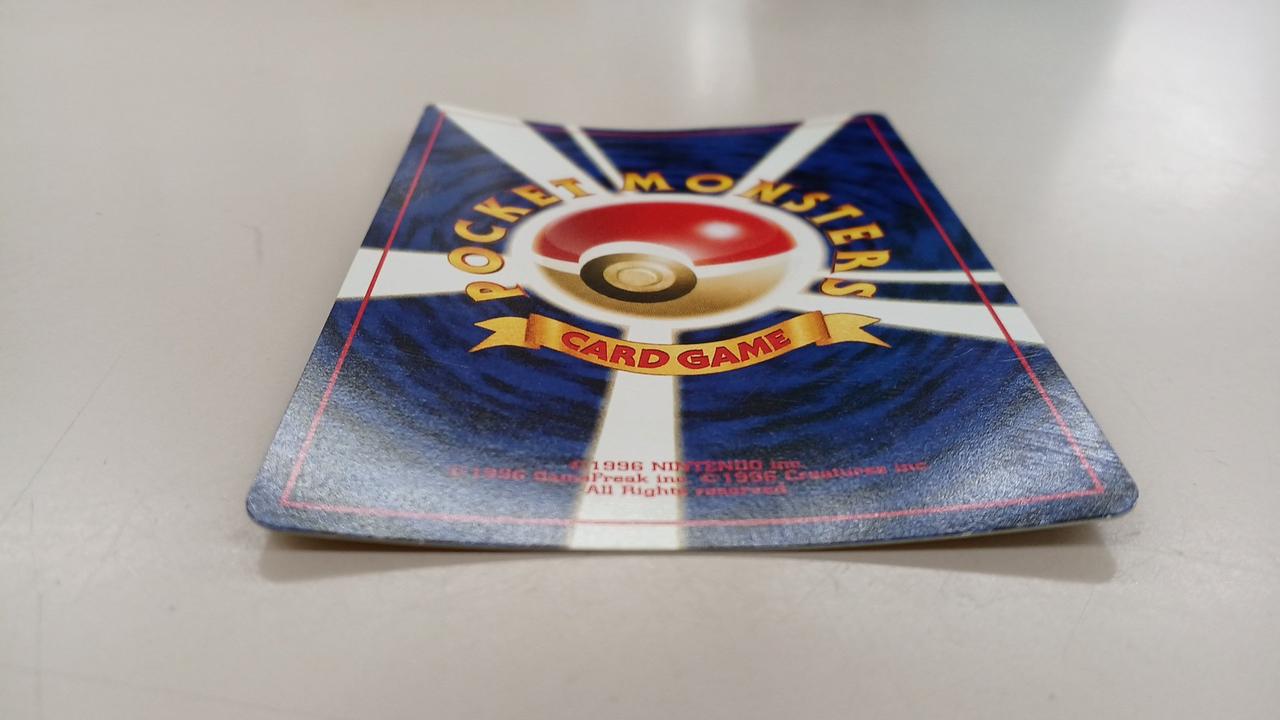 POCKET MONSTERS
CARD GAME
©1996 NINTENDO inc.
©1996 GameFreak inc. ©1996 Creatures inc.
All Rights reserved